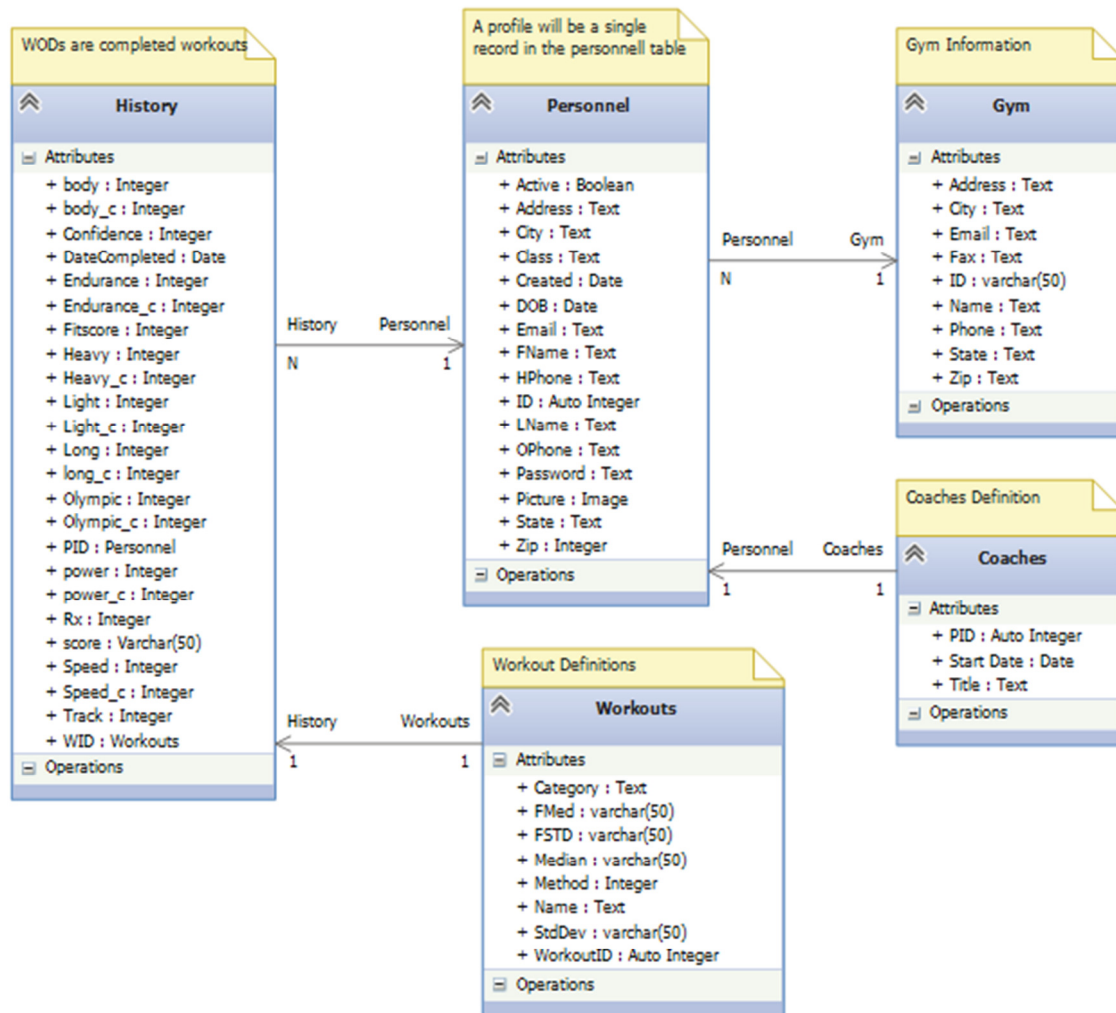 WODs are completed workouts
History
Attributes
+ body : Integer
+ body_c : Integer
+ Confidence : Integer
+ DateCompleted : Date
+ Endurance : Integer
+ Endurance_c : Integer
+ Fitscore : Integer
+ Heavy : Integer
+ Heavy_c : Integer
+ Light : Integer
+ Light_c : Integer
+ Long : Integer
+ long_c : Integer
+ Olympic : Integer
+ Olympic_c : Integer
+ PID : Personnel
+ power : Integer
+ power_c : Integer
+ Rx : Integer
+ score : Varchar(50)
+ Speed : Integer
+ Speed_c : Integer
+ Track : Integer
+ WID : Workouts
Operations
History Personnel
N 1
A profile will be a single
record in the personnell table
Personnel
Attributes
+ Active : Boolean
+ Address : Text
+ City : Text
+ Class : Text
+ Created : Date
+ DOB : Date
+ Email : Text
+ FName : Text
+ HPhone : Text
+ ID : Auto Integer
+ LName : Text
+ OPhone : Text
+ Password : Text
+ Picture : Image
+ State : Text
+ Zip : Integer
Operations
Personnel Gym
N 1
Gym Information
Gym
Attributes
+ Address : Text
+ City : Text
+ Email : Text
+ Fax : Text
+ ID : varchar(50)
+ Name : Text
+ Phone : Text
+ State : Text
+ Zip : Text
Operations
Personnel Coaches
1 1
Coaches Definition
Coaches
Attributes
+ PID : Auto Integer
+ Start Date : Date
+ Title : Text
Operations
History Workouts
1 1
Workout Definitions
Workouts
Attributes
+ Category : Text
+ FMed : varchar(50)
+ FSTD : varchar(50)
+ Median : varchar(50)
+ Method : Integer
+ Name : Text
+ StdDev : varchar(50)
+ WorkoutID : Auto Integer
Operations